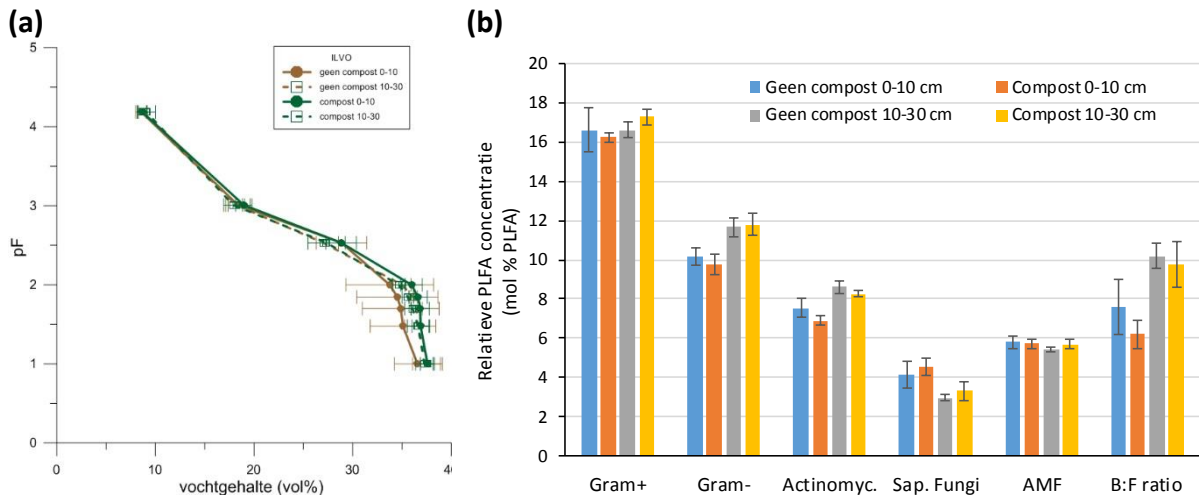 (a)
ILVO
geen compost 0-10
geen compost 10-30
compost 0-10
compost 10-30
5
4
3
2
1
0
pF
0 10 20 30 40
vochtgehalte (vol%)
(b)
Geen compost 0-10 cm
Compost 0-10 cm
Geen compost 10-30 cm
Compost 10-30 cm
Relatieve PLFA concentratie
(mol % PLFA)
20
18
16
14
12
10
8
6
4
2
0
Gram+ Gram- Actinomyc. Sap. Fungi AMF B:F ratio